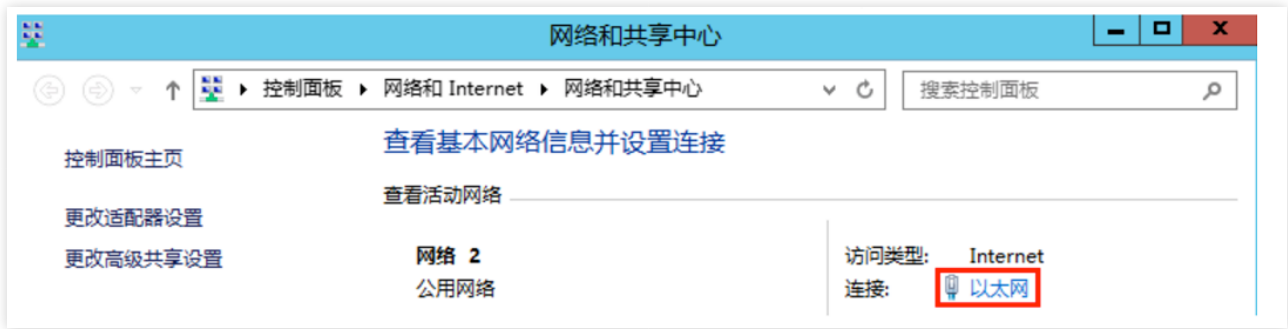 网络和共享中心
控制面板 网络和 Internet 网络和共享中心 搜索控制面板
控制面板主页
更改适配器设置
更改高级共享设置
查看基本网络信息并设置连接
查看活动网络
网络 2
公用网络
访问类型: Internet
连接: 以太网